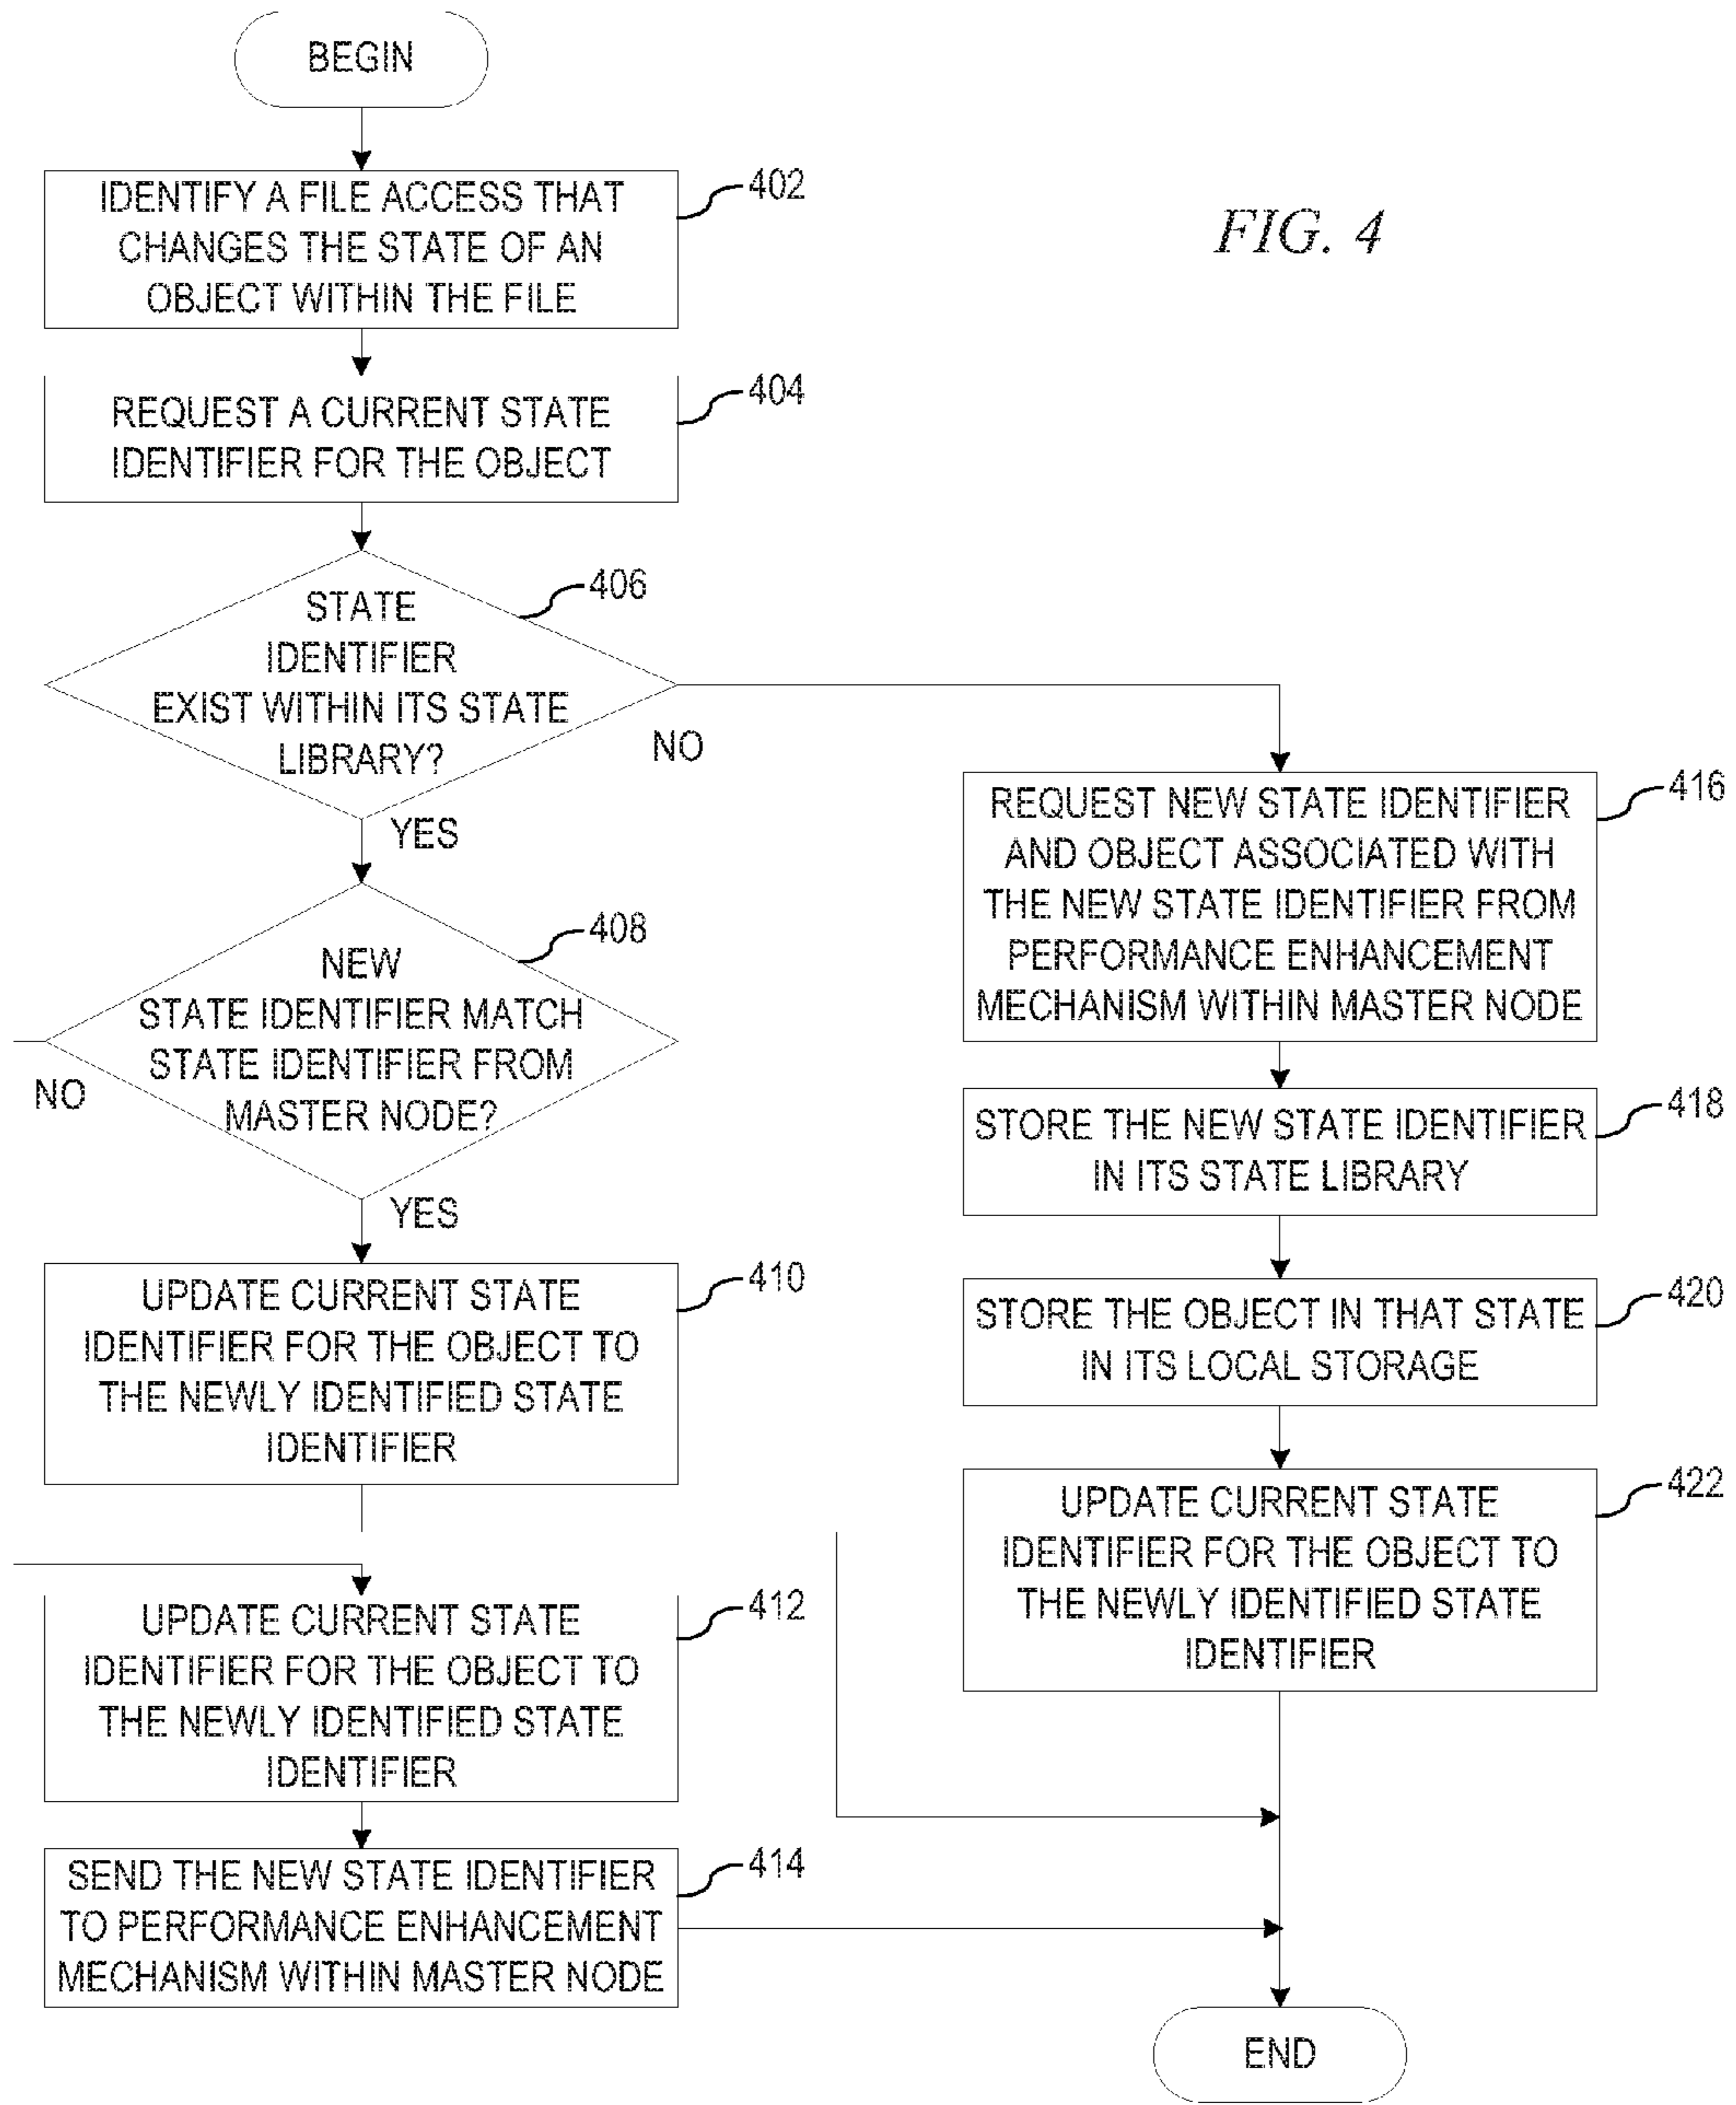 BEGIN
IDENTIFY A FILE ACCESS THAT
CHANGES THE STATE OF AN
OBJECT WITHIN THE FILE
402
FIG. 4
REQUEST A CURRENT STATE
IDENTIFIER FOR THE OBJECT
404
STATE
IDENTIFIER
EXIST WITHIN ITS STATE
LIBRARY?
406
NO
YES
NEW
STATE IDENTIFIER MATCH
STATE IDENTIFIER FROM
MASTER NODE?
408
NO
YES
UPDATE CURRENT STATE
IDENTIFIER FOR THE OBJECT TO
THE NEWLY IDENTIFIED STATE
IDENTIFIER
410
UPDATE CURRENT STATE
IDENTIFIER FOR THE OBJECT TO
THE NEWLY IDENTIFIED STATE
IDENTIFIER
412
SEND THE NEW STATE IDENTIFIER
TO PERFORMANCE ENHANCEMENT
MECHANISM WITHIN MASTER NODE
414
REQUEST NEW STATE IDENTIFIER
AND OBJECT ASSOCIATED WITH
THE NEW STATE IDENTIFIER FROM
PERFORMANCE ENHANCEMENT
MECHANISM WITHIN MASTER NODE
416
STORE THE NEW STATE IDENTIFIER
IN ITS STATE LIBRARY
418
STORE THE OBJECT IN THAT STATE
IN ITS LOCAL STORAGE
420
UPDATE CURRENT STATE
IDENTIFIER FOR THE OBJECT TO
THE NEWLY IDENTIFIED STATE
IDENTIFIER
422
END